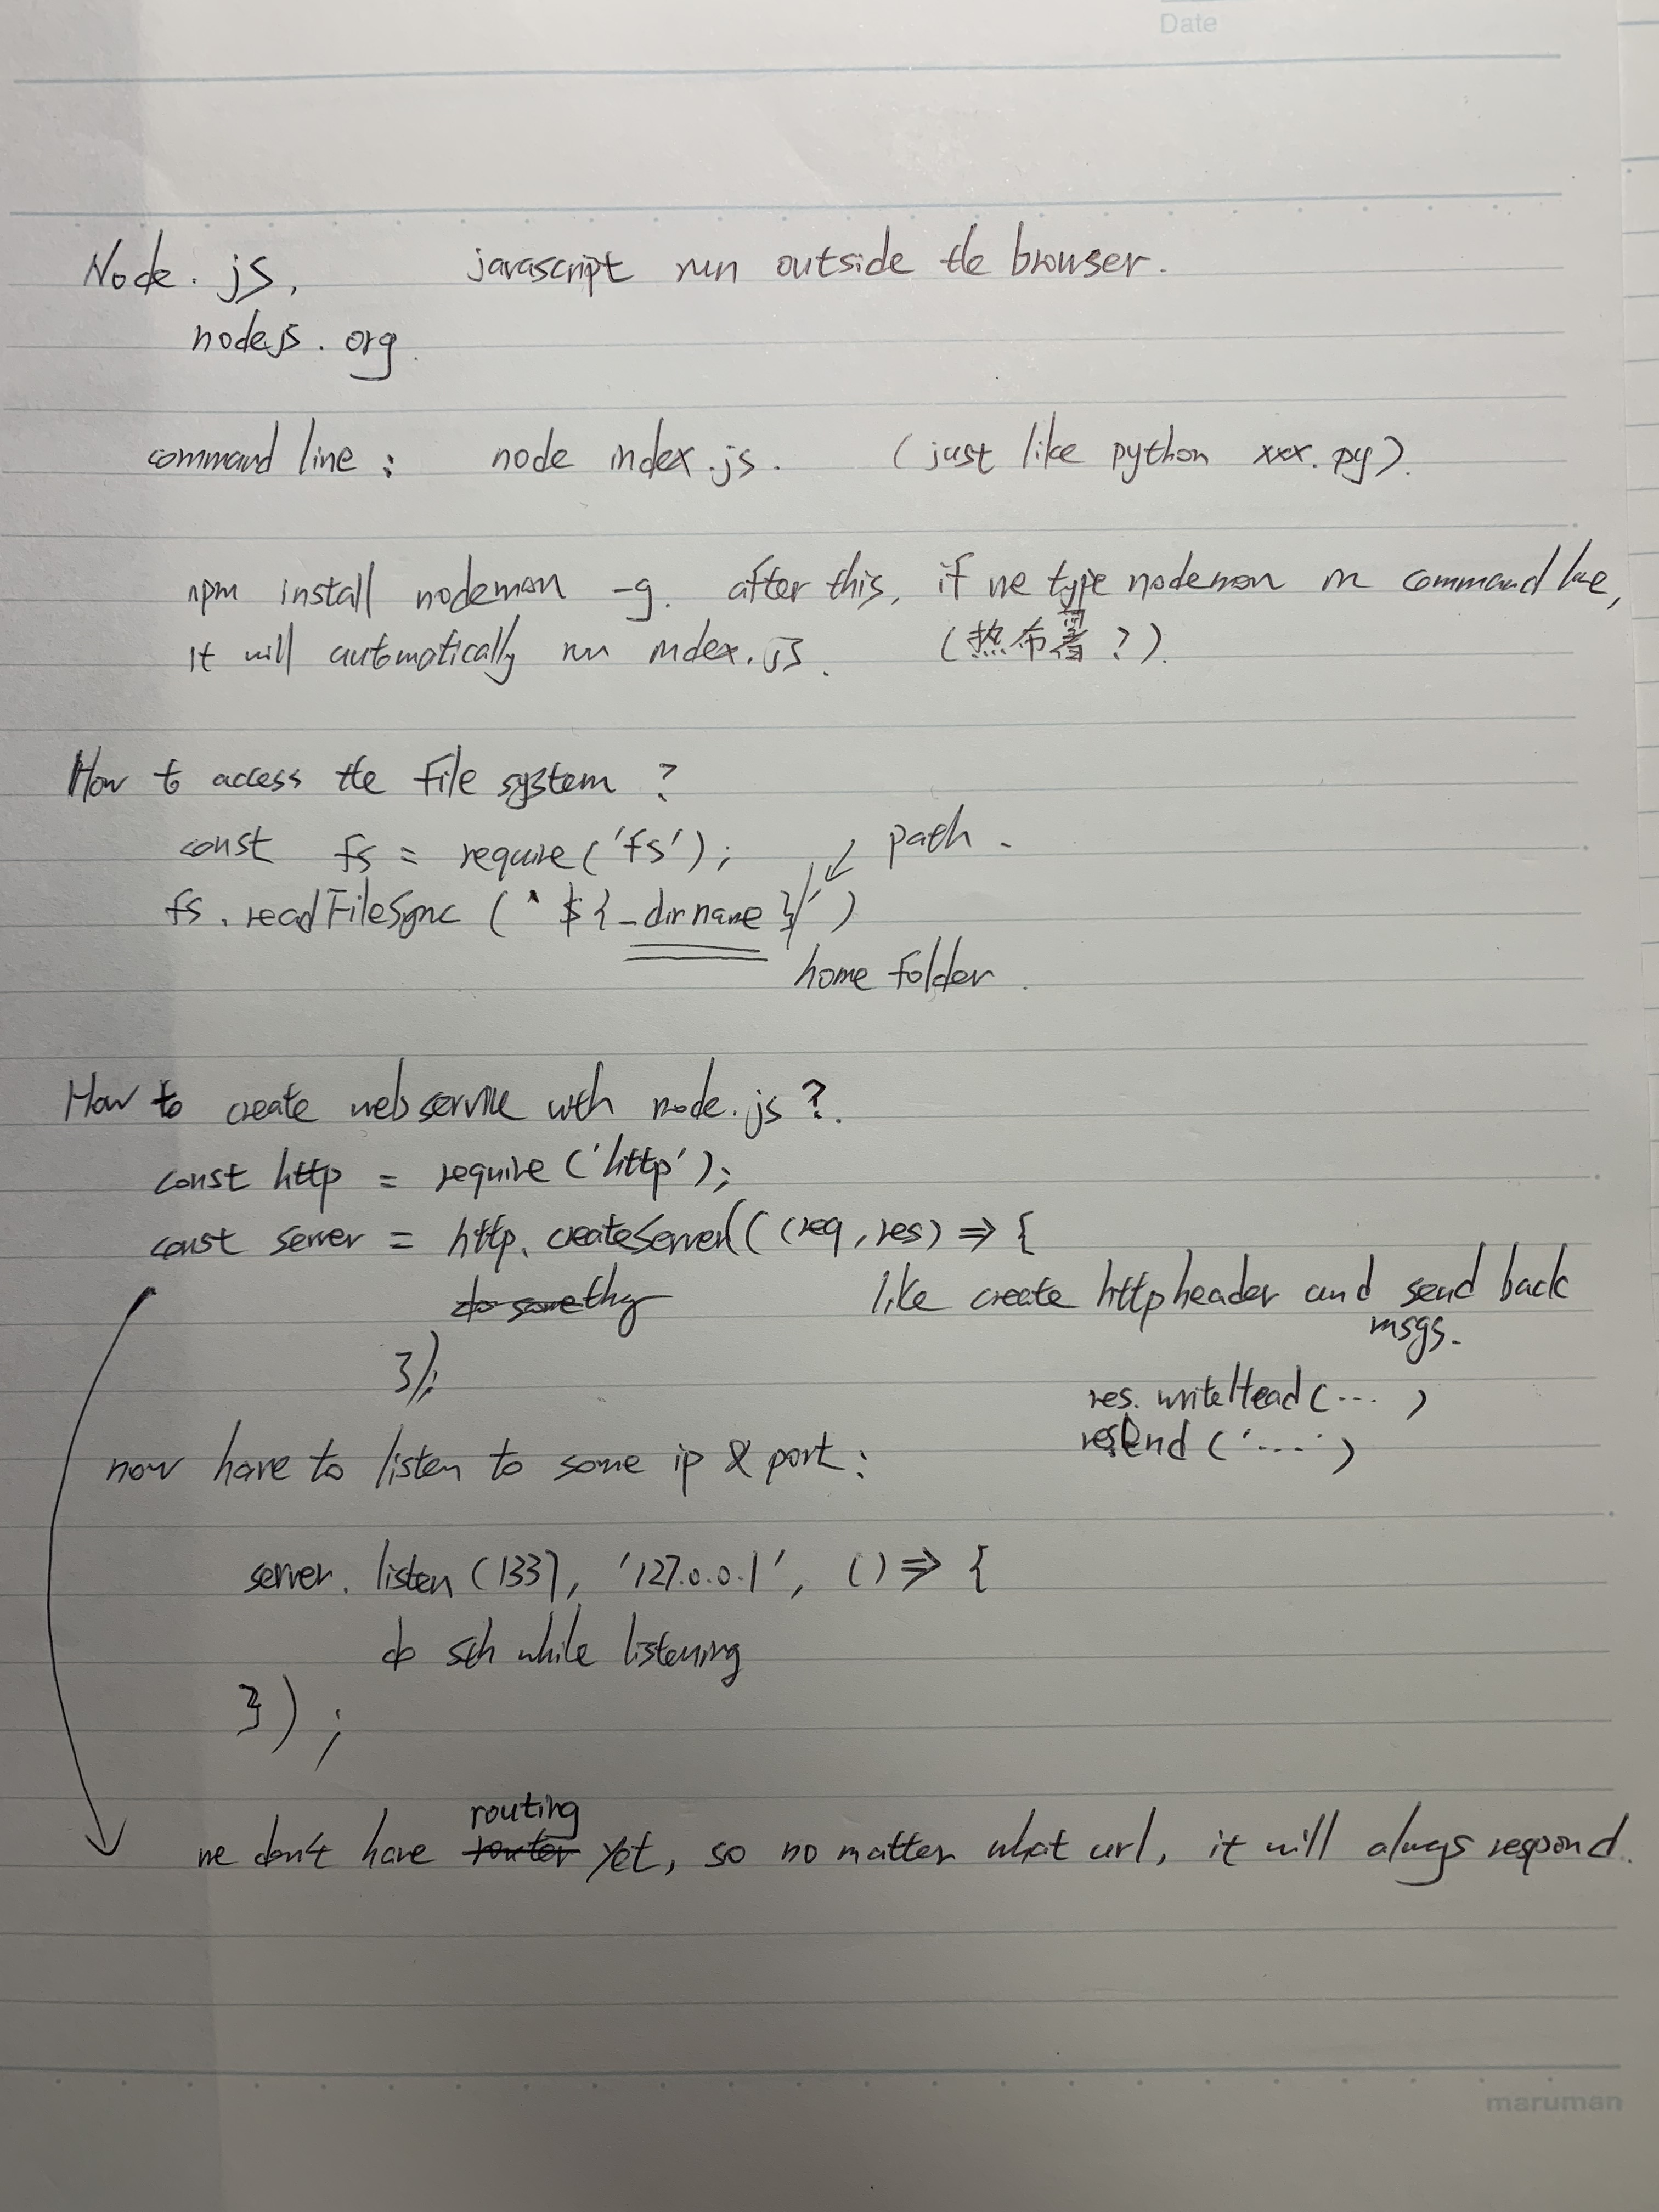 Date
Node.js, javascript run outside the browser.
nodejs.org.
command line: node index.js. (just like python xxx.py).
npm install nodemon -g. after this, if we type nodemon in command line,
it will automatically run index.js. (热布署?).
How to access the file system?
const fs = require('fs'); path.
fs.readFileSync(`${_dirname}/')
home folder.
How to create web service with node.js?.
const http = require('http');
const server = http.createServer((req, res) => {
do somethg like create http header and send back
msgs.
});
res.writeHead(... )
res.End('....')
now have to listen to some ip & port:
server.listen(1337, '127.0.0.1', () => {
do sth while listening
});
routing
we don't have router yet, so no matter what url, it will always respond.
maruman